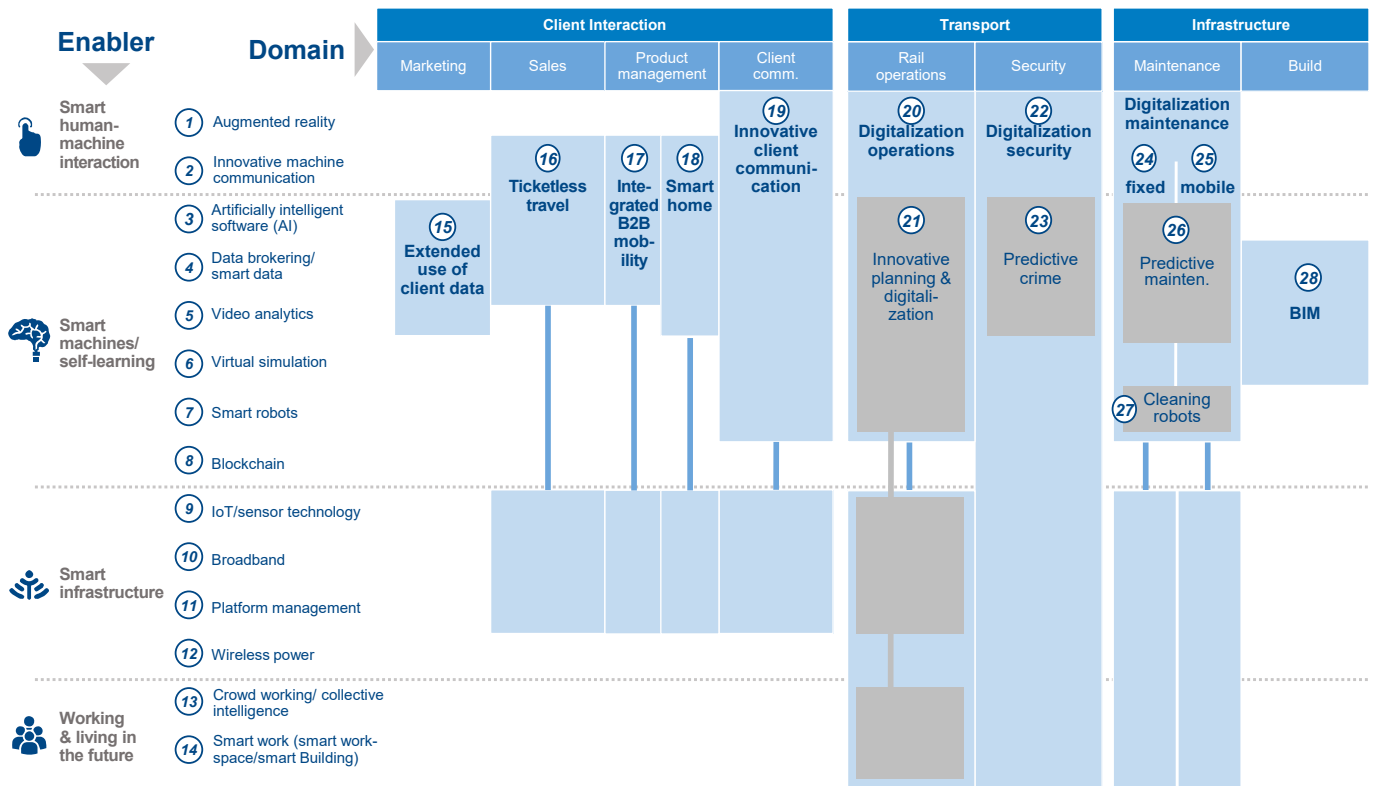 Enabler
Domain
Client Interaction
Transport
Infrastructure
Marketing
Sales
Product
management
Client
comm.
Rail
operations
Security
Maintenance
Build
Smart
human-
machine
interaction
1 Augmented reality
2 Innovative machine
communication
Smart
machines/
self-learning
3 Artificially intelligent
software (AI)
4 Data brokering/
smart data
5 Video analytics
6 Virtual simulation
7 Smart robots
8 Blockchain
Smart
infrastructure
9 IoT/sensor technology
10 Broadband
11 Platform management
12 Wireless power
Working
& living in
the future
13 Crowd working/ collective
intelligence
14 Smart work (smart work-
space/smart Building)
15
Extended
use of
client data
16
Ticketless
travel
17
Inte-
grated
B2B
mob-
ility
18
Smart
home
19
Innovative
client
communi-
cation
20
Digitalization
operations
21
Innovative
planning &
digitali-
zation
22
Digitalization
security
23
Predictive
crime
Digitalization
maintenance
24
fixed
25
mobile
26
Predictive
mainten.
27 Cleaning
robots
28
BIM